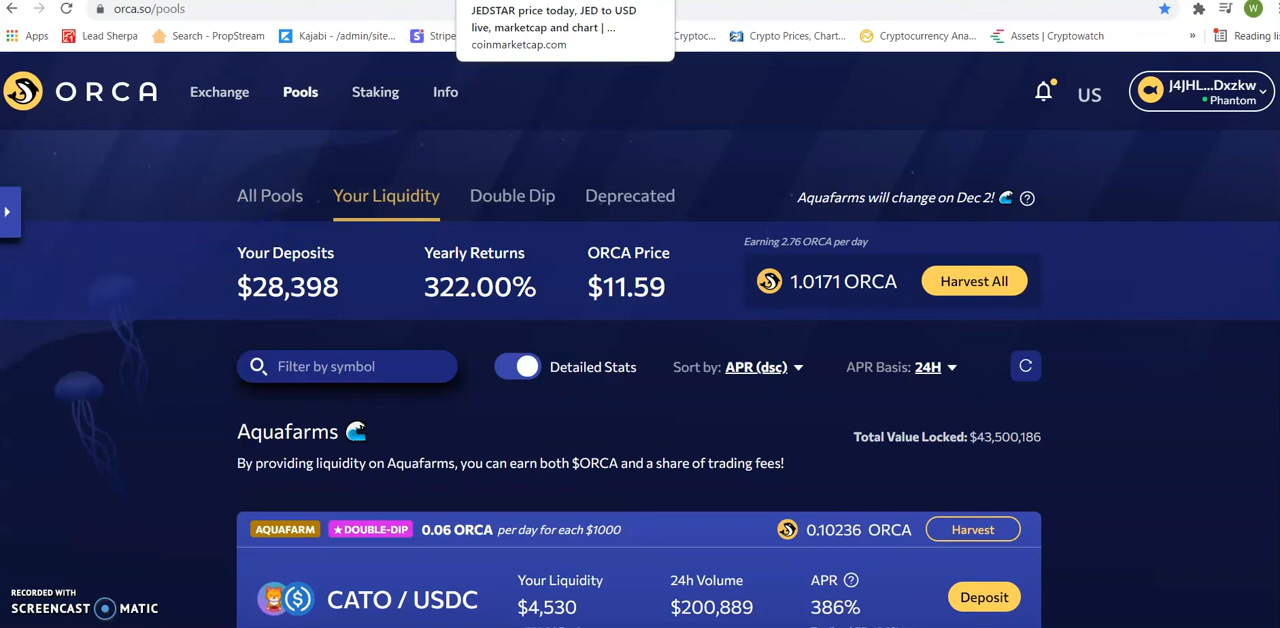 JEDSTAR price today, JED to USD
live, marketcap and chart | ...
coinmarketcap.com
orca.so/pools
W
Apps
Lead Sherpa
Search - PropStream
Kajabi - /admin/site...
Stripe
Cryptoc...
Crypto Prices, Chart...
Cryptocurrency Ana...
Assets | Cryptowatch
»
Reading li
ORCA
Exchange
Pools
Staking
Info
US
J4JHL...Dxzkw
Phantom
All Pools
Your Liquidity
Double Dip
Deprecated
Aquafarms will change on Dec 2! 🌊 ?
Your Deposits
Yearly Returns
ORCA Price
Earning 2.76 ORCA per day
$28,398
322.00%
$11.59
1.0171 ORCA
Harvest All
Filter by symbol
Detailed Stats
Sort by: APR (dsc)
APR Basis: 24H
Aquafarms 🌊
Total Value Locked: $43,500,186
By providing liquidity on Aquafarms, you can earn both $ORCA and a share of trading fees!
AQUAFARM
★DOUBLE-DIP
0.06 ORCA per day for each $1000
0.10236 ORCA
Harvest
CATO / USDC
Your Liquidity
24h Volume
APR ?
$4,530
$200,889
386%
Deposit
RECORDED WITH
SCREENCAST MATIC